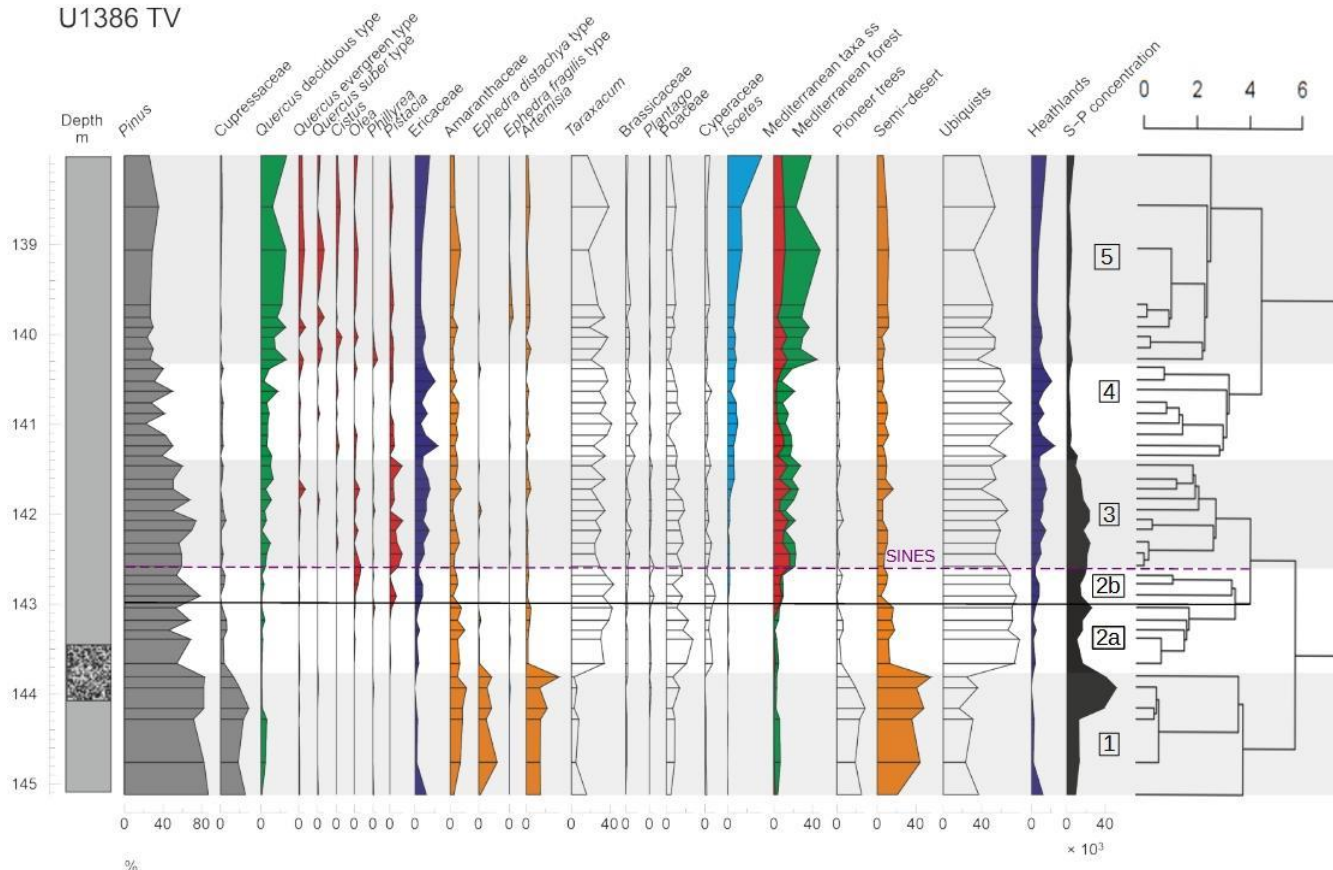 U1386 TV
Depth
m
Pinus
Cupressaceae
Quercus deciduous type
Quercus evergreen type
Quercus suber type
Cistus
Olea
Phillyrea
Pistacia
Ericaceae
Amaranthaceae
Ephedra distachya type
Ephedra fragilis type
Artemisia
Taraxacum
Brassicaceae
Plantago
Poaceae
Cyperaceae
Isoetes
Mediterranean taxa ss
Mediterranean forest
Pioneer trees
Semi-desert
Ubiquists
Heathlands
S-P concentration
0 2 4 6
139
140
141
142
143
144
145
5
4
3
SINES
2b
2a
1
0 40 80 0 0 0 0 0 0 0 0 0 0 0 0 0 0 40 0 0 0 0 0 0 40 0 0 40 0 40 0 0 40
× 10³
%